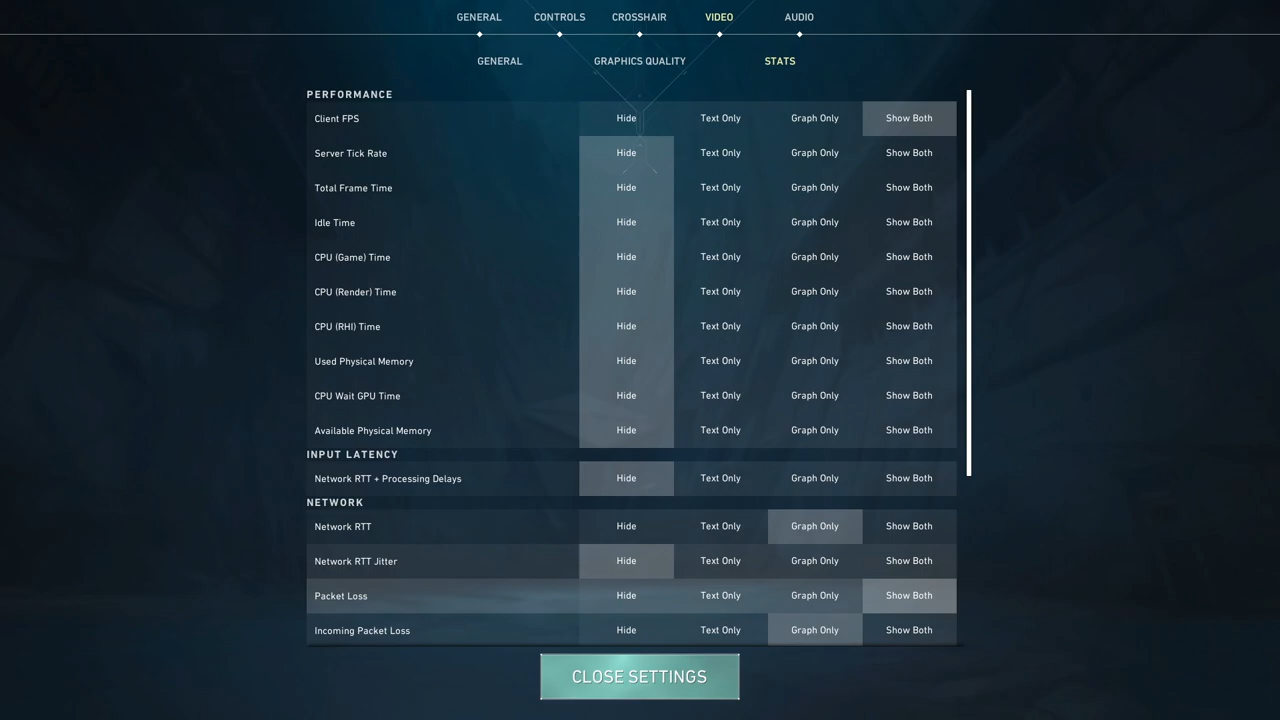 GENERAL CONTROLS CROSSHAIR VIDEO AUDIO
GENERAL GRAPHICS QUALITY STATS
PERFORMANCE
Client FPS Hide Text Only Graph Only Show Both
Server Tick Rate Hide Text Only Graph Only Show Both
Total Frame Time Hide Text Only Graph Only Show Both
Idle Time Hide Text Only Graph Only Show Both
CPU (Game) Time Hide Text Only Graph Only Show Both
CPU (Render) Time Hide Text Only Graph Only Show Both
CPU (RHI) Time Hide Text Only Graph Only Show Both
Used Physical Memory Hide Text Only Graph Only Show Both
CPU Wait GPU Time Hide Text Only Graph Only Show Both
Available Physical Memory Hide Text Only Graph Only Show Both
INPUT LATENCY
Network RTT + Processing Delays Hide Text Only Graph Only Show Both
NETWORK
Network RTT Hide Text Only Graph Only Show Both
Network RTT Jitter Hide Text Only Graph Only Show Both
Packet Loss Hide Text Only Graph Only Show Both
Incoming Packet Loss Hide Text Only Graph Only Show Both
CLOSE SETTINGS